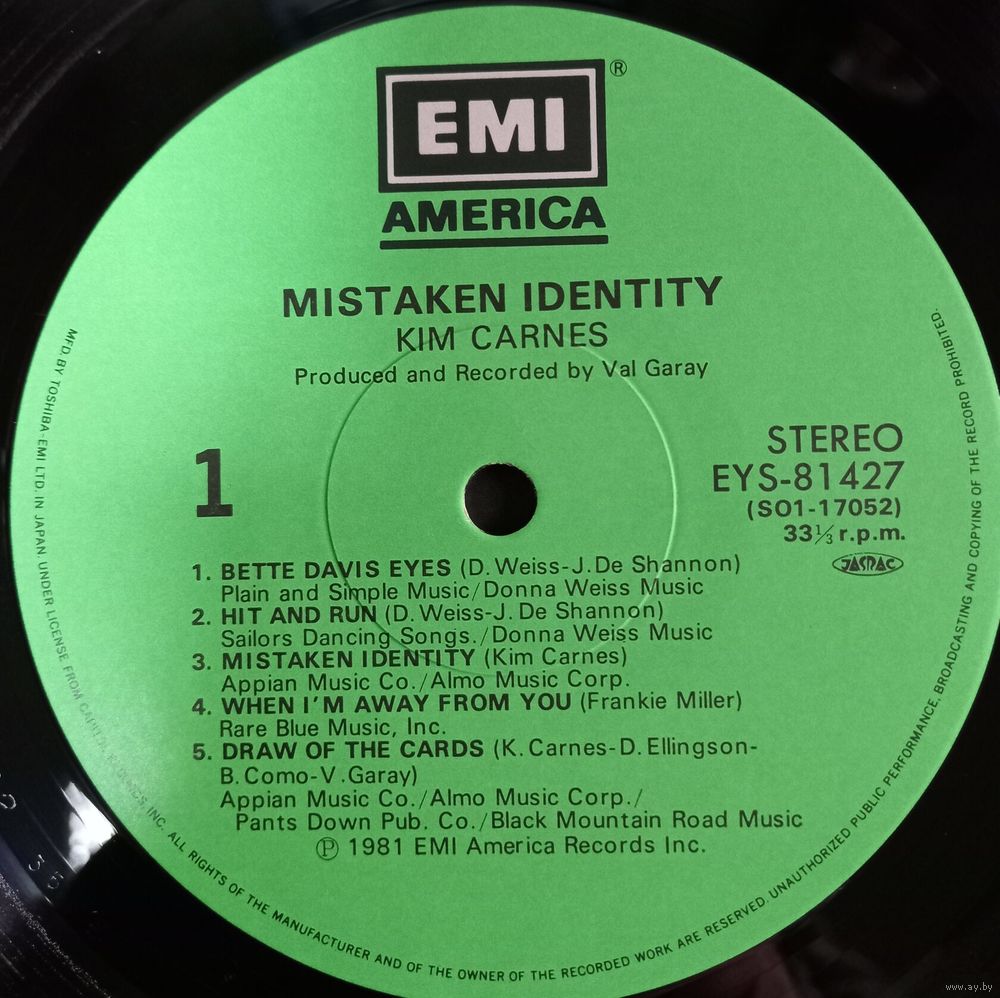 EMI
®
AMERICA
MISTAKEN IDENTITY
KIM CARNES
Produced and Recorded by Val Garay
1
STEREO
EYS-81427
(SO1-17052)
33⅓ r.p.m.
JASRAC
1. BETTE DAVIS EYES (D. Weiss-J. De Shannon)
Plain and Simple Music/Donna Weiss Music
2. HIT AND RUN (D. Weiss-J. De Shannon)
Sailors Dancing Songs./Donna Weiss Music
3. MISTAKEN IDENTITY (Kim Carnes)
Appian Music Co./Almo Music Corp.
4. WHEN I'M AWAY FROM YOU (Frankie Miller)
Rare Blue Music, Inc.
5. DRAW OF THE CARDS (K. Carnes-D. Ellingson-
B. Como-V. Garay)
Appian Music Co./Almo Music Corp./
Pants Down Pub. Co./Black Mountain Road Music
℗ 1981 EMI America Records Inc.
MFD. BY TOSHIBA-EMI LTD. IN JAPAN. UNDER LICENSE FROM CAPITOL RECORDS INC. ALL RIGHTS OF THE MANUFACTURER AND OF THE OWNER OF THE RECORDED WORK ARE RESERVED. UNAUTHORIZED PUBLIC PERFORMANCE, BROADCASTING AND COPYING OF THE RECORD PROHIBITED.
www.ay.by